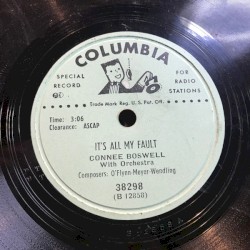 COLUMBIA
SPECIAL RECORD
FOR RADIO STATIONS
Trade Mark Reg. U.S. Pat. Off.
Time: 3:06
Clearance: ASCAP
IT'S ALL MY FAULT
CONNEE BOSWELL
With Orchestra
Composers: O'Flynn-Meyer-Wendling
38298
(B 12858)